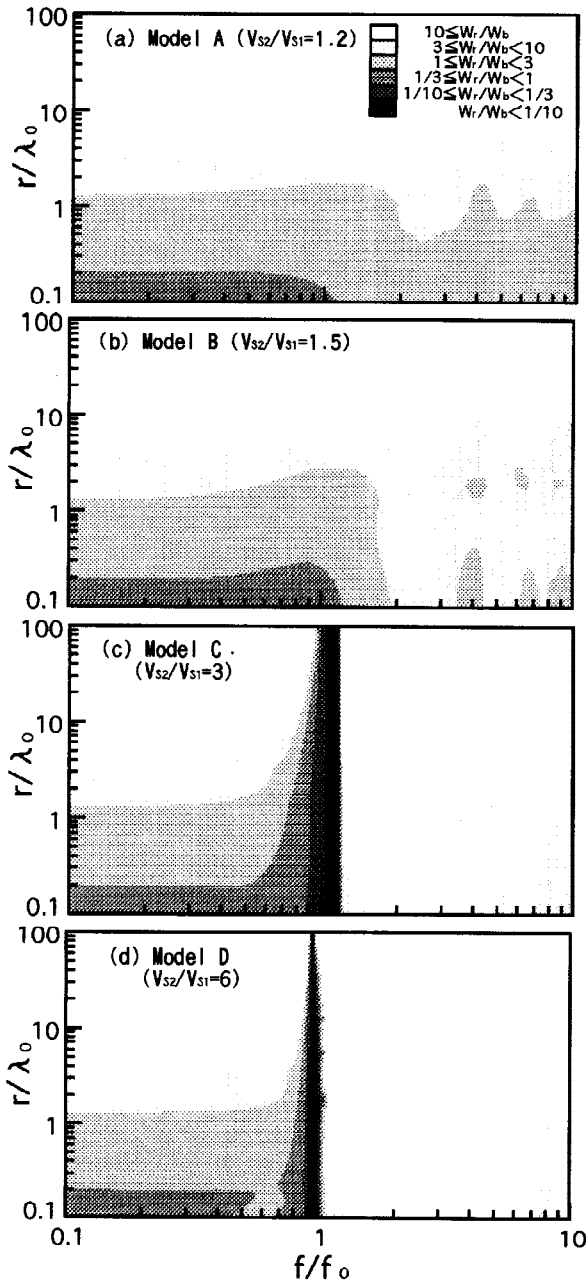 (a) Model A (VS2/VS1=1.2)
10≦Wr/Wb
3≦Wr/Wb<10
1≦Wr/Wb<3
1/3≦Wr/Wb<1
1/10≦Wr/Wb<1/3
Wr/Wb<1/10
100
10
1
0.1
r/λ0
(b) Model B (VS2/VS1=1.5)
100
10
1
0.1
r/λ0
(c) Model C
(VS2/VS1=3)
100
10
1
0.1
r/λ0
(d) Model D
(VS2/VS1=6)
100
10
1
0.1
r/λ0
0.1 1 10
f/f0